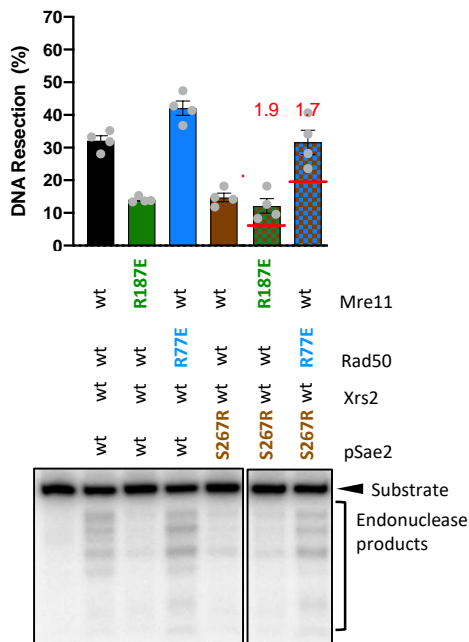 70
60
50
40
30
20
10
0
DNA Resection (%)
1.9 1.7
wt R187E wt wt R187E wt Mre11
wt wt R77E wt wt R77E Rad50
wt wt wt wt wt wt Xrs2
wt wt wt S267R S267R S267R pSae2
Substrate
Endonuclease
products